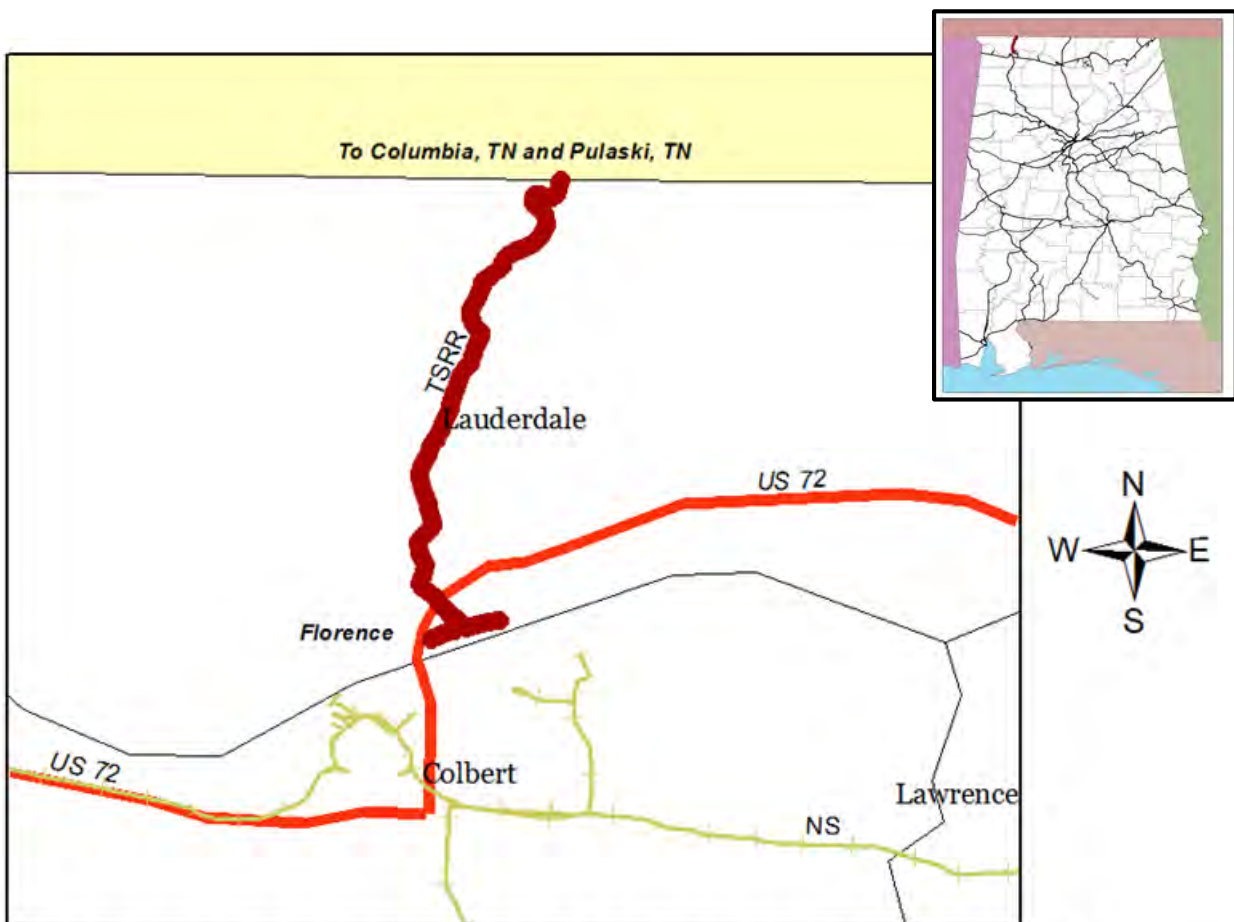 To Columbia, TN and Pulaski, TN
TSRR
Lauderdale
US 72
N
W E
S
Florence
US 72
Colbert
Lawrence
NS